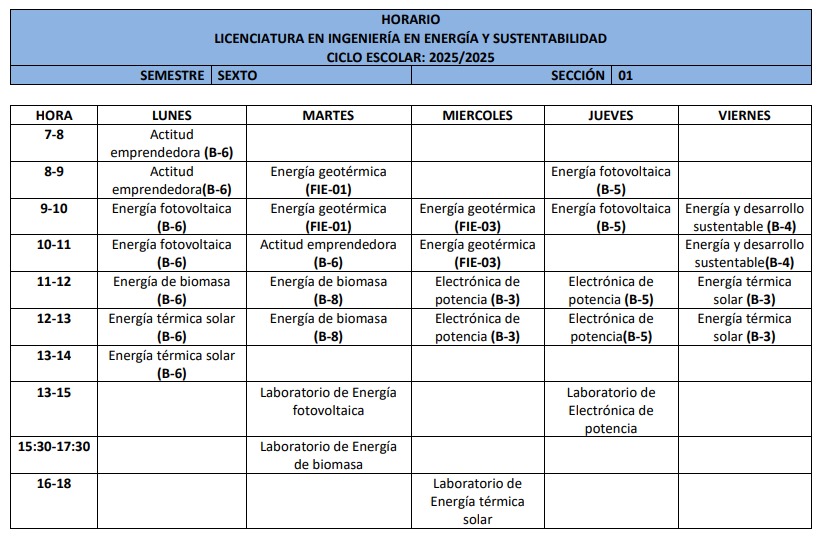 HORARIO
LICENCIATURA EN INGENIERÍA EN ENERGÍA Y SUSTENTABILIDAD
CICLO ESCOLAR: 2025/2025
SEMESTRE SEXTO SECCIÓN 01
HORA LUNES MARTES MIERCOLES JUEVES VIERNES
7-8 Actitud
emprendedora (B-6)
8-9 Actitud Energía geotérmica Energía fotovoltaica
emprendedora(B-6) (FIE-01) (B-5)
9-10 Energía fotovoltaica Energía geotérmica Energía geotérmica Energía fotovoltaica Energía y desarrollo
(B-6) (FIE-01) (FIE-03) (B-5) sustentable (B-4)
10-11 Energía fotovoltaica Actitud emprendedora Energía geotérmica Energía y desarrollo
(B-6) (B-6) (FIE-03) sustentable(B-4)
11-12 Energía de biomasa Energía de biomasa Electrónica de Electrónica de Energía térmica
(B-6) (B-8) potencia (B-3) potencia (B-5) solar (B-3)
12-13 Energía térmica solar Energía de biomasa Electrónica de Electrónica de Energía térmica
(B-6) (B-8) potencia (B-3) potencia(B-5) solar (B-3)
13-14 Energía térmica solar
(B-6)
13-15 Laboratorio de Energía Laboratorio de
fotovoltaica Electrónica de
potencia
15:30-17:30 Laboratorio de Energía
de biomasa
16-18 Laboratorio de
Energía térmica
solar